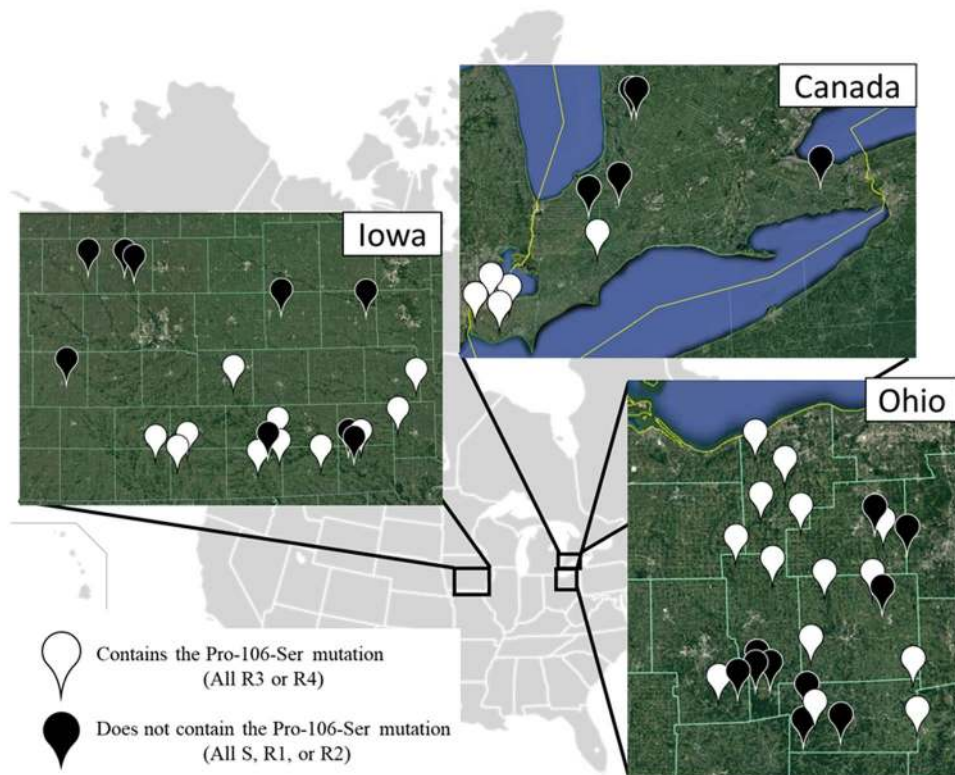 Canada
Iowa
Ohio
Contains the Pro-106-Ser mutation
(All R3 or R4)
Does not contain the Pro-106-Ser mutation
(All S, R1, or R2)